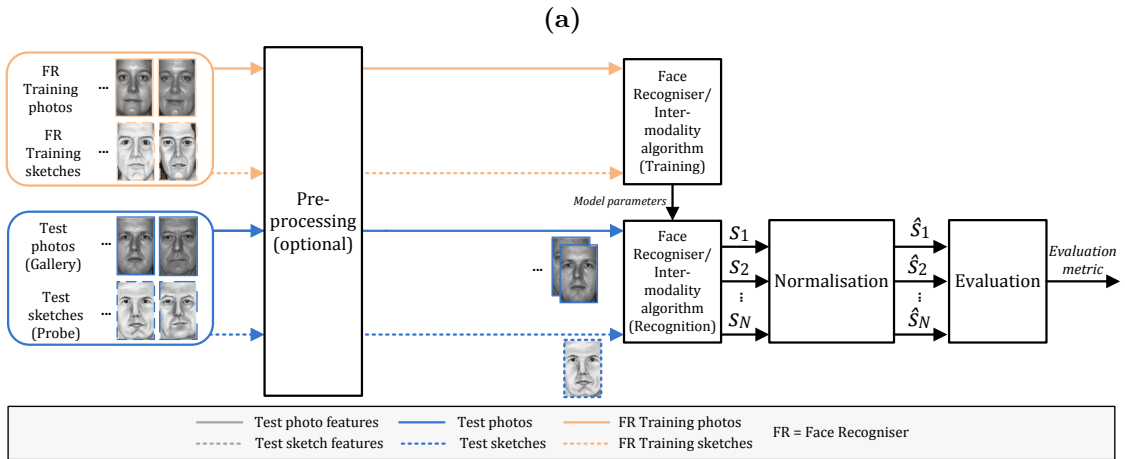 (a)
FR
Training
photos
...
FR
Training
sketches
...
Test
photos
(Gallery)
...
Test
sketches
(Probe)
...
Pre-
processing
(optional)
Face
Recogniser/
Inter-
modality
algorithm
(Training)
Model parameters
...
Face
Recogniser/
Inter-
modality
algorithm
(Recognition)
S₁
S₂
⋮
S_N
Normalisation
Ŝ₁
Ŝ₂
⋮
Ŝ_N
Evaluation
Evaluation
metric
Test photo features Test photos FR Training photos
Test sketch features Test sketches FR Training sketches
FR = Face Recogniser